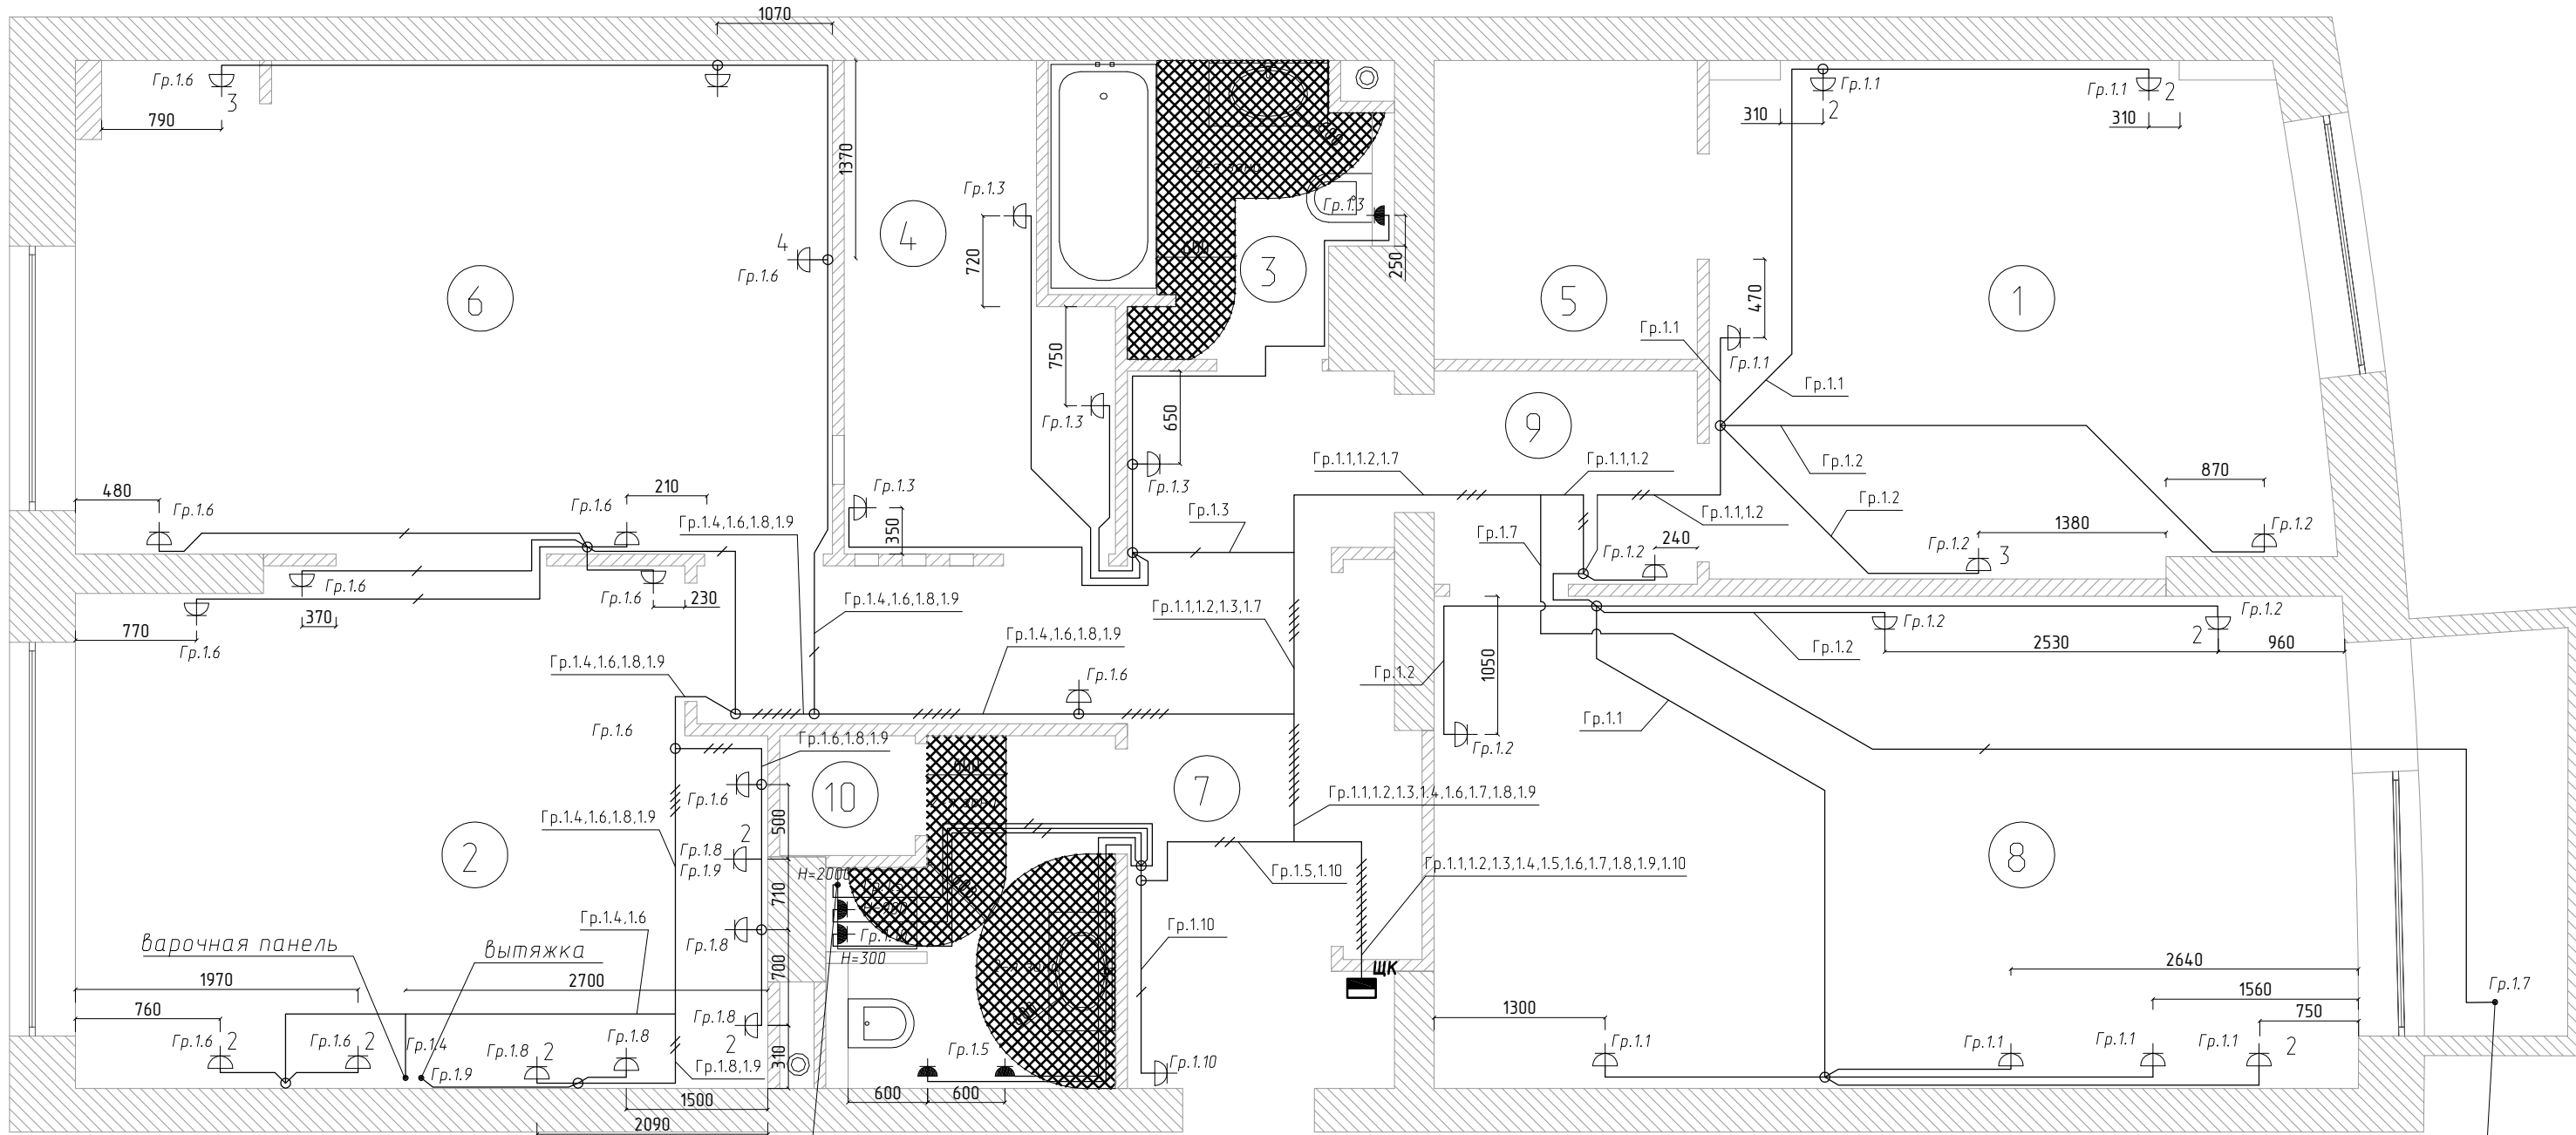 1070
Гр.1.6
3
790
1370
4
Гр.1.6
6
4
Гр.1.3
720
750
Гр.1.3
650
Гр.1.3
3
Гр.1.3
250
600
5
9
1
310
2
Гр.1.1
Гр.1.1
2
310
470
Гр.1.1
Гр.1.1
Гр.1.1
Гр.1.2
Гр.1.2
870
1380
Гр.1.2
Гр.1.2
3
480
Гр.1.6
210
Гр.1.6
Гр.1.4,1.6,1.8,1.9
Гр.1.3
350
Гр.1.3
Гр.1.1,1.2,1.7
Гр.1.1,1.2
Гр.1.1,1.2
Гр.1.7
Гр.1.2
240
Гр.1.6
370
770
Гр.1.6
Гр.1.6
230
Гр.1.4,1.6,1.8,1.9
Гр.1.4,1.6,1.8,1.9
Гр.1.4,1.6,1.8,1.9
Гр.1.1,1.2,1.3,1.7
Гр.1.6
Гр.1.2
1050
Гр.1.2
Гр.1.2
Гр.1.2
2530
Гр.1.2
2
960
Гр.1.2
Гр.1.1
Гр.1.6
Гр.1.6,1.8,1.9
Гр.1.6
500
Гр.1.4,1.6,1.8,1.9
2
Гр.1.8
Гр.1.9
710
Гр.1.8
700
Гр.1.8
2
310
10
7
2
8
Гр.1.1,1.2,1.3,1.4,1.6,1.7,1.8,1.9
Гр.1.5,1.10
Гр.1.1,1.2,1.3,1.4,1.5,1.6,1.7,1.8,1.9,1.10
Гр.1.10
ЩК
H=2000
H=300
Гр.1.5
Гр.1.10
600
600
Гр.1.4,1.6
варочная панель
вытяжка
1970
2700
760
Гр.1.6
2
Гр.1.6
2
Гр.1.4
Гр.1.9
Гр.1.8
2
Гр.1.8
Гр.1.8,1.9
1500
2090
2640
1560
750
1300
Гр.1.1
Гр.1.1
Гр.1.1
Гр.1.1
2
Гр.1.7